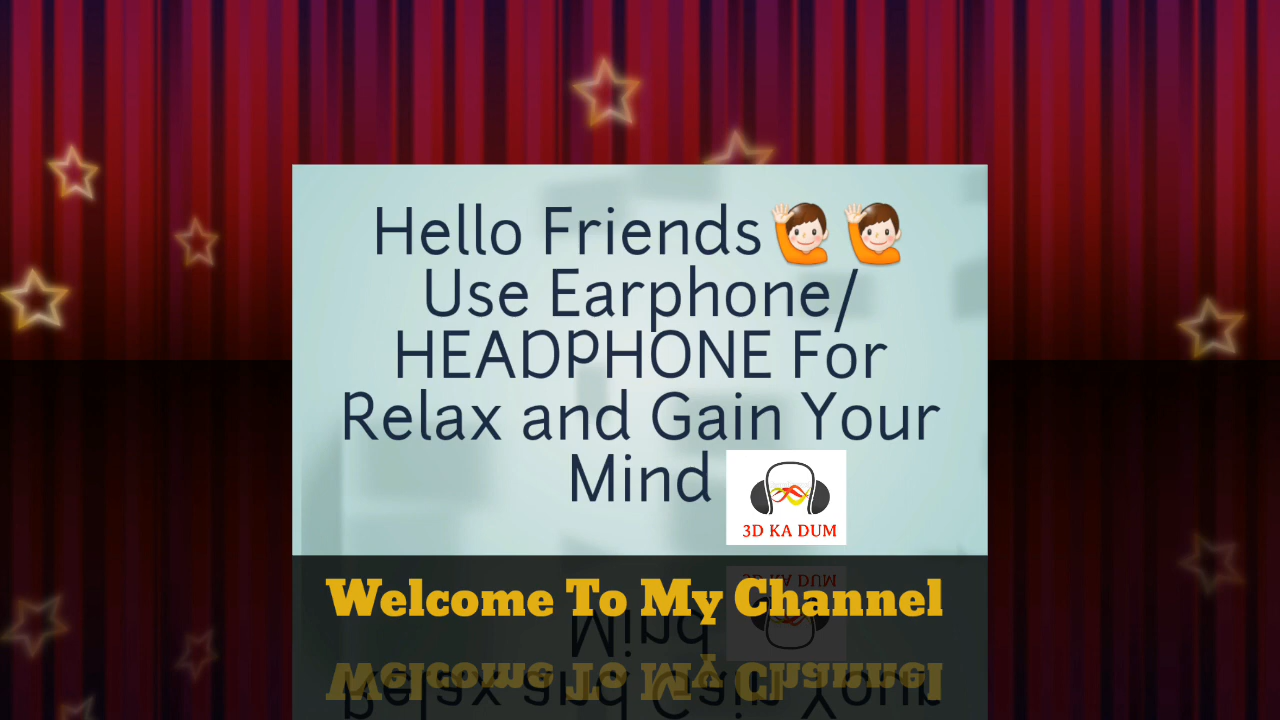 Hello Friends🙋🙋
Use Earphone/
HEADPHONE For
Relax and Gain Your
Mind
3D KA DUM
Welcome To My Channel